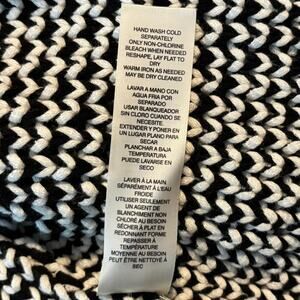 HAND WASH COLD
SEPARATELY
ONLY NON-CHLORINE
BLEACH WHEN NEEDED
RESHAPE, LAY FLAT TO
DRY
WARM IRON AS NEEDED
MAY BE DRY CLEANED
LAVAR A MANO CON
AGUA FRIA POR
SEPARADO
USAR BLANQUEADOR
SIN CLORO CUANDO SE
NECESITE.
EXTENDER Y PONER EN
UN LUGAR PLANO PARA
SECAR
PLANCHAR A BAJA
TEMPERATURA
PUEDE LAVARSE EN
SECO
LAVER À LA MAIN,
SÉPARÉMENT À L'EAU
FROIDE
UTILISER SEULEMENT
UN AGENT DE
BLANCHIMENT NON
CHLORÉ AU BESOIN
SÉCHER À PLAT EN
REDONNANT FORME
REPASSER À
TEMPÉRATURE
MOYENNE AU BESOIN
PEUT ÊTRE NETTOYÉ À
SEC